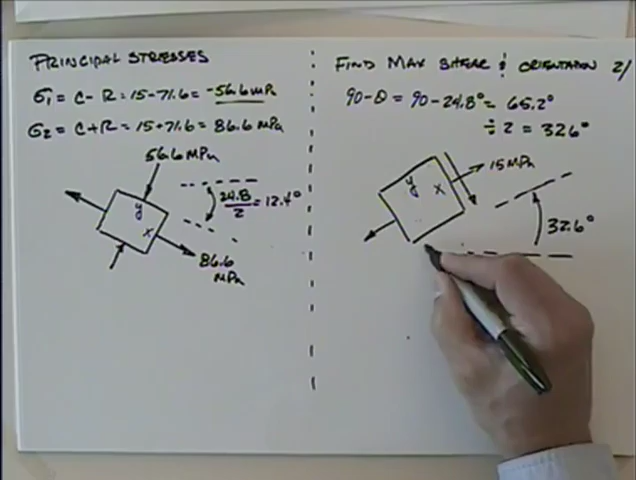 PRINCIPAL STRESSES
σ₁ = C - R = 15 - 71.6 = -56.6 MPa
σ₂ = C + R = 15 + 71.6 = 86.6 MPa
56.6 MPa
24.8/2 = 12.4°
y
x
86.6 MPa
FIND MAX SHEAR & ORIENTATION 2/
90 - θ = 90 - 24.8° = 65.2°
÷ 2 = 32.6°
15 MPa
y
x
32.6°